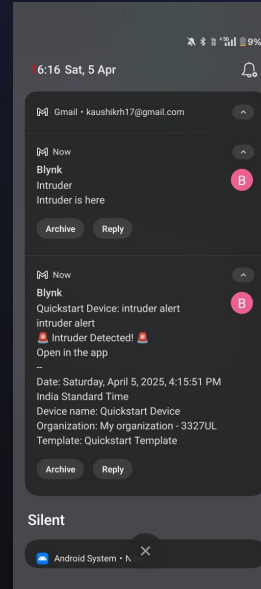 9%
16:16 Sat, 5 Apr
Gmail • kaushikrh17@gmail.com
Now
Blynk
Intruder
Intruder is here
B
Archive Reply
Now
Blynk
Quickstart Device: intruder alert
B
intruder alert
🚨 Intruder Detected! 🚨
Open in the app
--
Date: Saturday, April 5, 2025, 4:15:51 PM
India Standard Time
Device name: Quickstart Device
Organization: My organization - 3327UL
Template: Quickstart Template
Archive Reply
Silent
Android System •